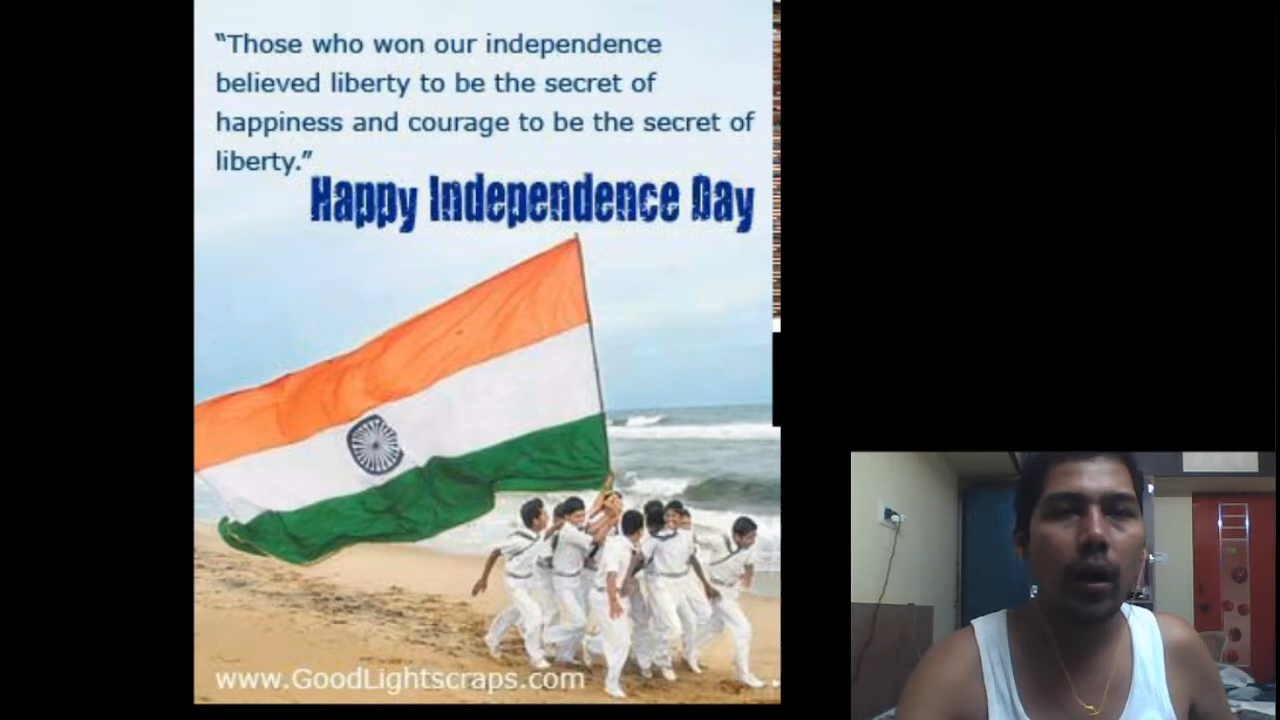 “Those who won our independence
believed liberty to be the secret of
happiness and courage to be the secret of
liberty.”
Happy Independence Day
www.GoodLightscraps.com